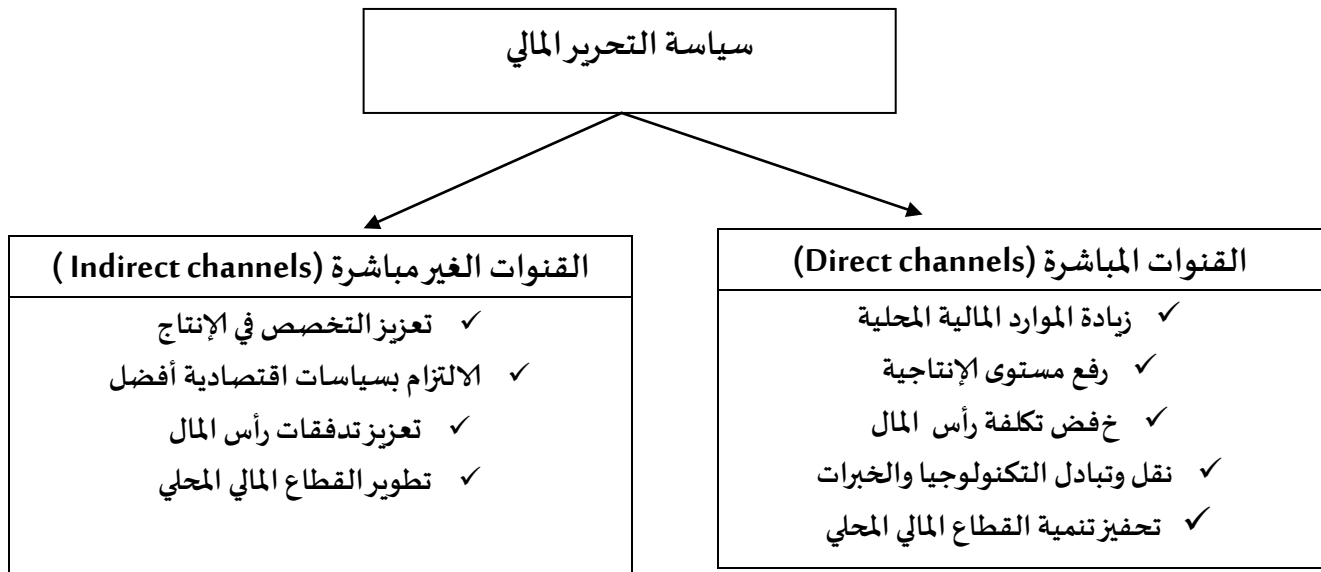 سياسة التحرير المالي
القنوات المباشرة (Direct channels)
✓ زيادة الموارد المالية المحلية
✓ رفع مستوى الإنتاجية
✓ خفض تكلفة رأس المال
✓ نقل وتبادل التكنولوجيا والخبرات
✓ تحفيز تنمية القطاع المالي المحلي
القنوات الغير مباشرة (Indirect channels )
✓ تعزيز التخصص في الإنتاج
✓ الالتزام بسياسات اقتصادية أفضل
✓ تعزيز تدفقات رأس المال
✓ تطوير القطاع المالي المحلي